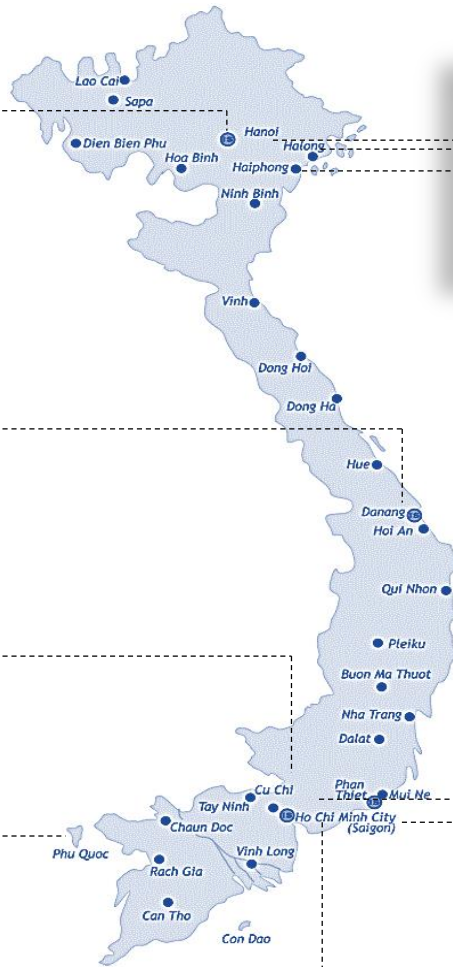 Lao Cai
Sapa
Hanoi
Dien Bien Phu
Halong
Hoa Binh
Haiphong
Ninh Binh
Vinh
Dong Hoi
Dong Ha
Hue
Danang
Hoi An
Qui Nhon
Pleiku
Buon Ma Thuot
Nha Trang
Dalat
Phan
Thiet
Mui Ne
Cu Chi
Tay Ninh
Ho Chi Minh City
(Saigon)
Chaun Doc
Phu Quoc
Rach Gia
Vinh Long
Can Tho
Con Dao